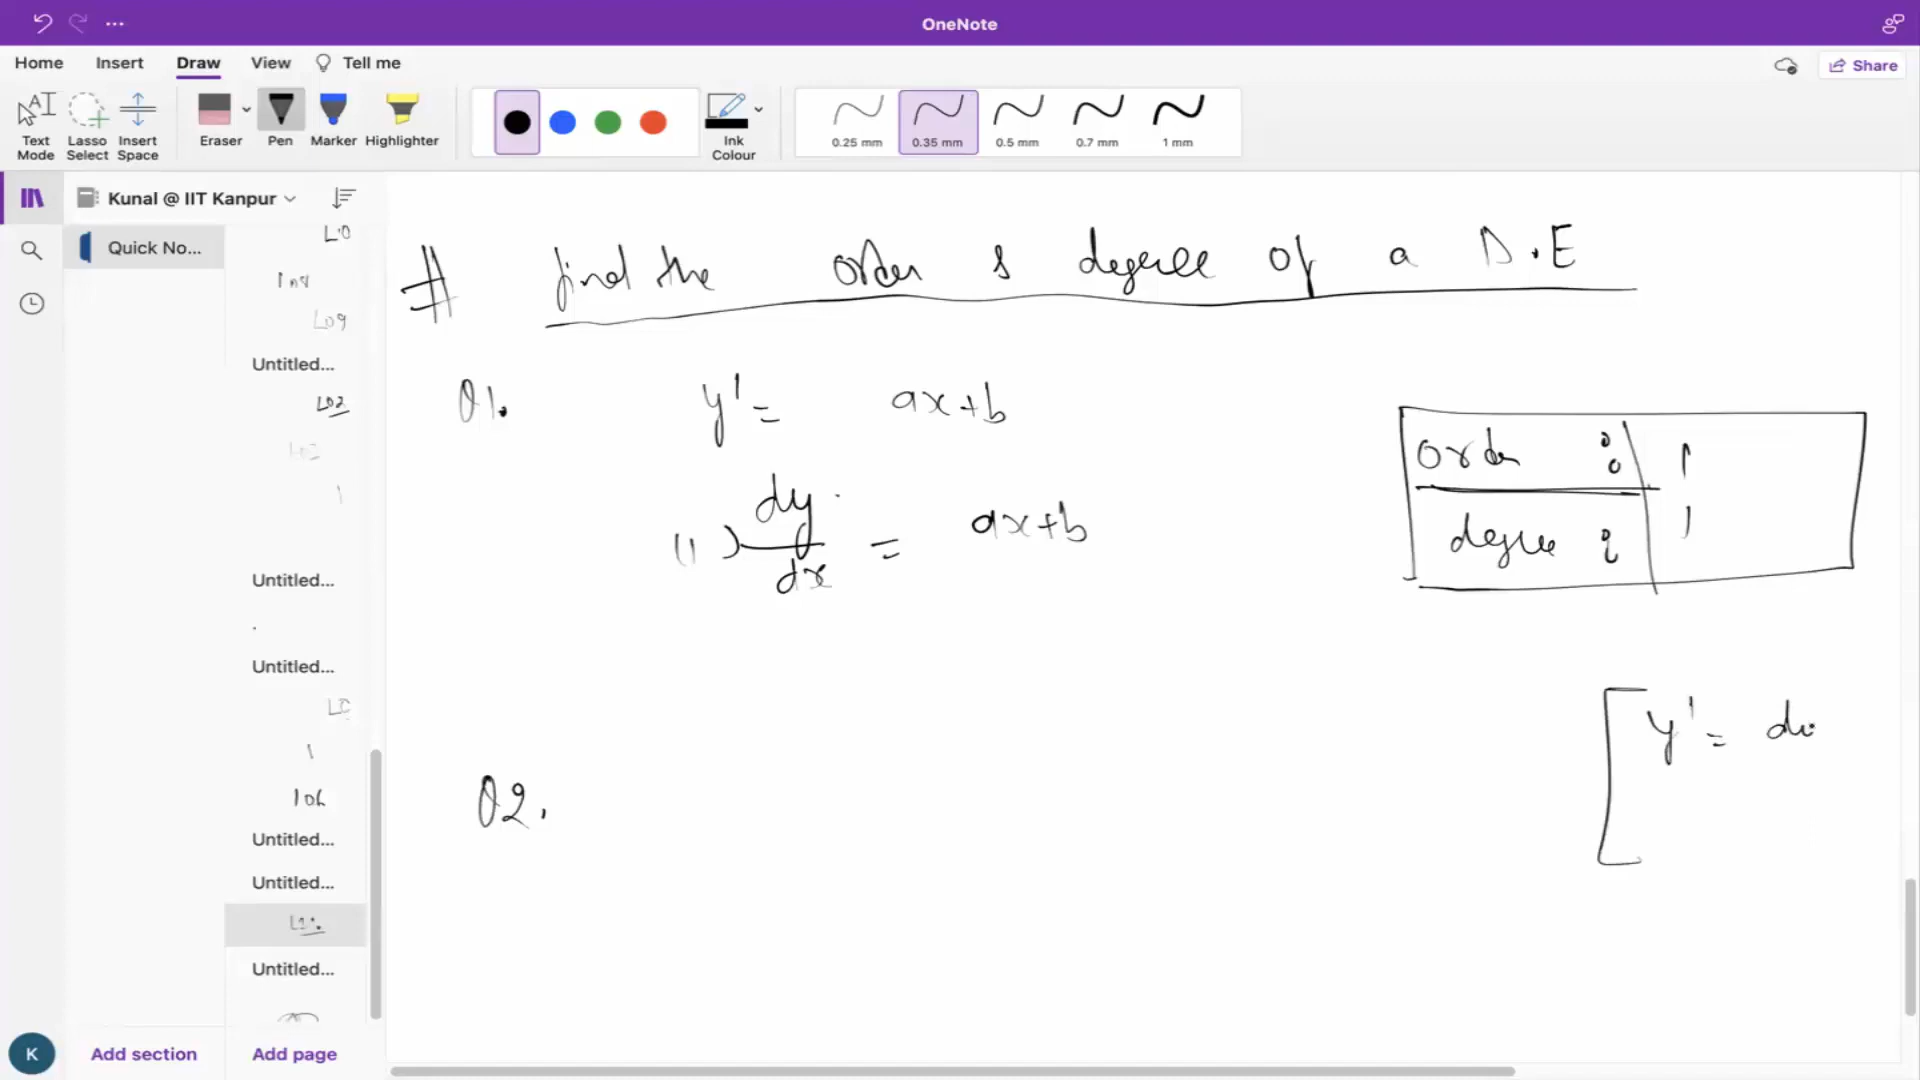 OneNote
Home Insert Draw View Tell me
Share
Text Mode
Lasso Select
Insert Space
Eraser
Pen
Marker
Highlighter
Ink Colour
0.25 mm
0.35 mm
0.5 mm
0.7 mm
1 mm
Kunal @ IIT Kanpur
Quick No...
L09
Untitled...
L02
Untitled...
Untitled...
Untitled...
Untitled...
Untitled...
K
Add section
Add page
# find the order & degree of a D.E
Q1. y' = ax+b
(1) dy/dx = ax+b
order : 1
degree : 1
y' =
Q2.